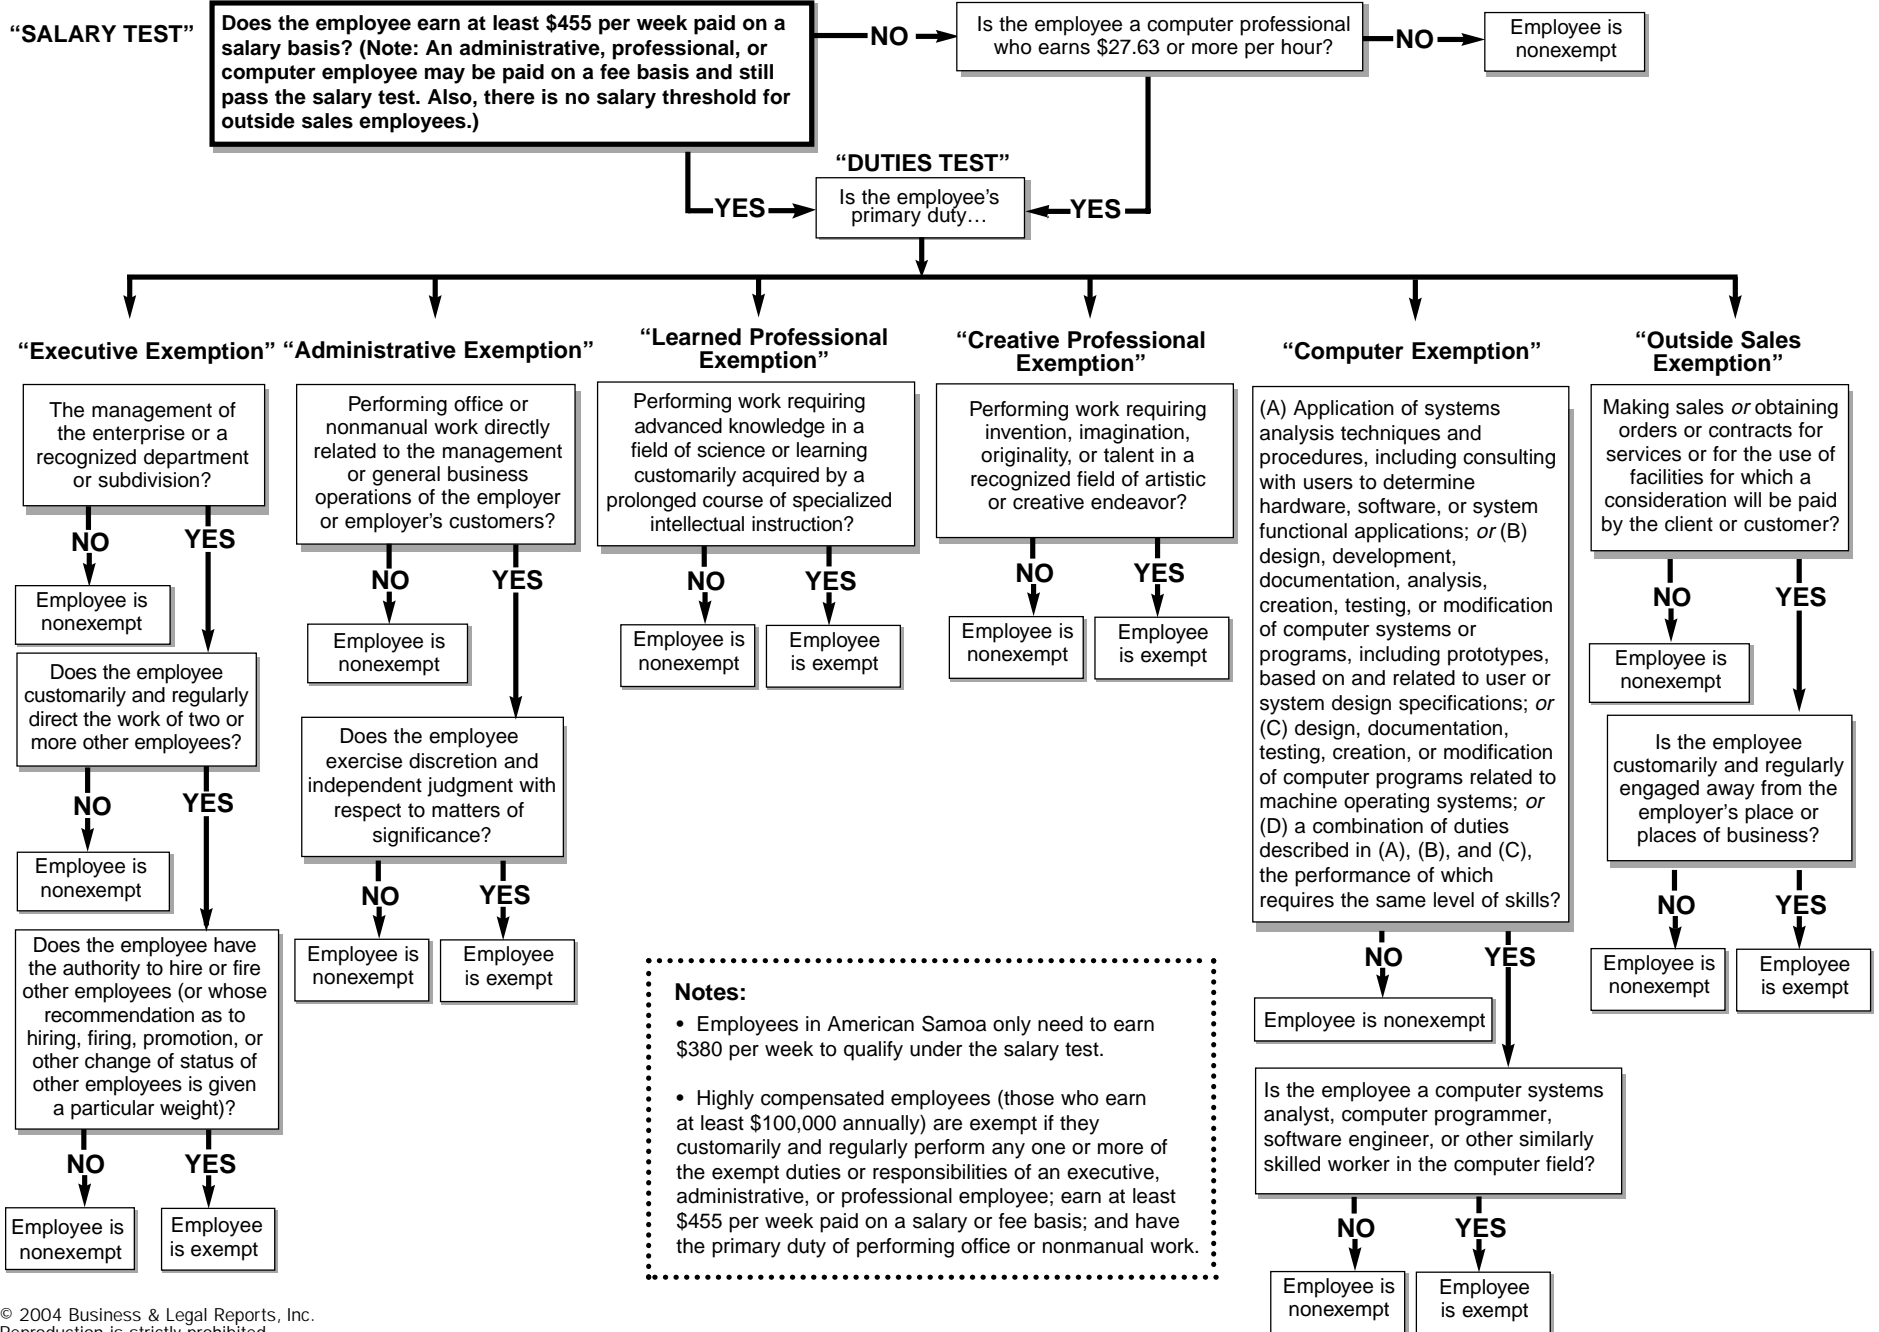 “SALARY TEST”
Does the employee earn at least $455 per week paid on a
salary basis? (Note: An administrative, professional, or
computer employee may be paid on a fee basis and still
pass the salary test. Also, there is no salary threshold for
outside sales employees.)
NO
Is the employee a computer professional
who earns $27.63 or more per hour?
NO
Employee is
nonexempt
“DUTIES TEST”
YES
Is the employee’s
primary duty…
YES
“Executive Exemption”
The management of
the enterprise or a
recognized department
or subdivision?
NO
YES
Employee is
nonexempt
Does the employee
customarily and regularly
direct the work of two or
more other employees?
NO
YES
Employee is
nonexempt
Does the employee have
the authority to hire or fire
other employees (or whose
recommendation as to
hiring, firing, promotion, or
other change of status of
other employees is given
a particular weight)?
NO
YES
Employee is
nonexempt
Employee
is exempt
“Administrative Exemption”
Performing office or
nonmanual work directly
related to the management
or general business
operations of the employer
or employer’s customers?
NO
YES
Employee is
nonexempt
Does the employee
exercise discretion and
independent judgment with
respect to matters of
significance?
NO
YES
Employee is
nonexempt
Employee
is exempt
“Learned Professional
Exemption”
Performing work requiring
advanced knowledge in a
field of science or learning
customarily acquired by a
prolonged course of specialized
intellectual instruction?
NO
YES
Employee is
nonexempt
Employee
is exempt
“Creative Professional
Exemption”
Performing work requiring
invention, imagination,
originality, or talent in a
recognized field of artistic
or creative endeavor?
NO
YES
Employee is
nonexempt
Employee
is exempt
“Computer Exemption”
(A) Application of systems
analysis techniques and
procedures, including consulting
with users to determine
hardware, software, or system
functional applications; or (B)
design, development,
documentation, analysis,
creation, testing, or modification
of computer systems or
programs, including prototypes,
based on and related to user or
system design specifications; or
(C) design, documentation,
testing, creation, or modification
of computer programs related to
machine operating systems; or
(D) a combination of duties
described in (A), (B), and (C),
the performance of which
requires the same level of skills?
NO
YES
Employee is nonexempt
Is the employee a computer systems
analyst, computer programmer,
software engineer, or other similarly
skilled worker in the computer field?
NO
YES
Employee is
nonexempt
Employee
is exempt
“Outside Sales
Exemption”
Making sales or obtaining
orders or contracts for
services or for the use of
facilities for which a
consideration will be paid
by the client or customer?
NO
YES
Employee is
nonexempt
Is the employee
customarily and regularly
engaged away from the
employer’s place or
places of business?
NO
YES
Employee is
nonexempt
Employee
is exempt
Notes:
• Employees in American Samoa only need to earn
$380 per week to qualify under the salary test.
• Highly compensated employees (those who earn
at least $100,000 annually) are exempt if they
customarily and regularly perform any one or more of
the exempt duties or responsibilities of an executive,
administrative, or professional employee; earn at least
$455 per week paid on a salary or fee basis; and have
the primary duty of performing office or nonmanual work.
© 2004 Business & Legal Reports, Inc.
Reproduction is strictly prohibited